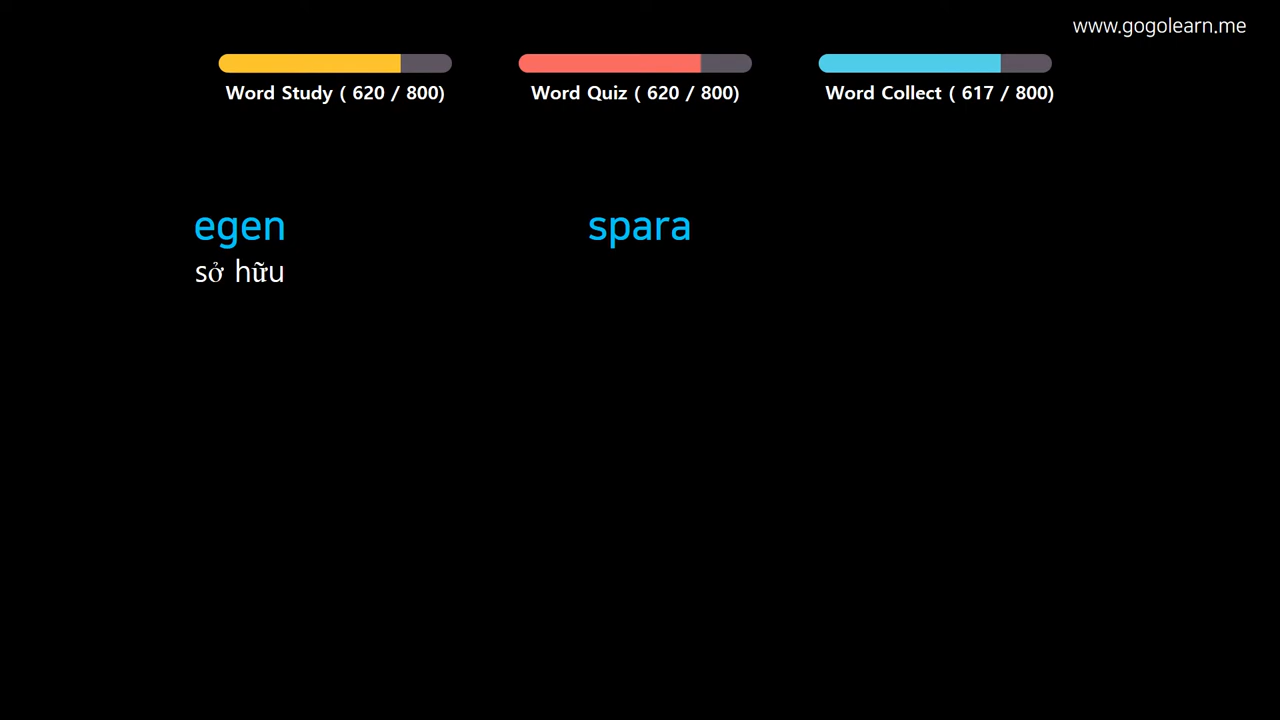 www.gogolearn.me
Word Study ( 620 / 800)
Word Quiz ( 620 / 800)
Word Collect ( 617 / 800)
egen
sở hữu
spara